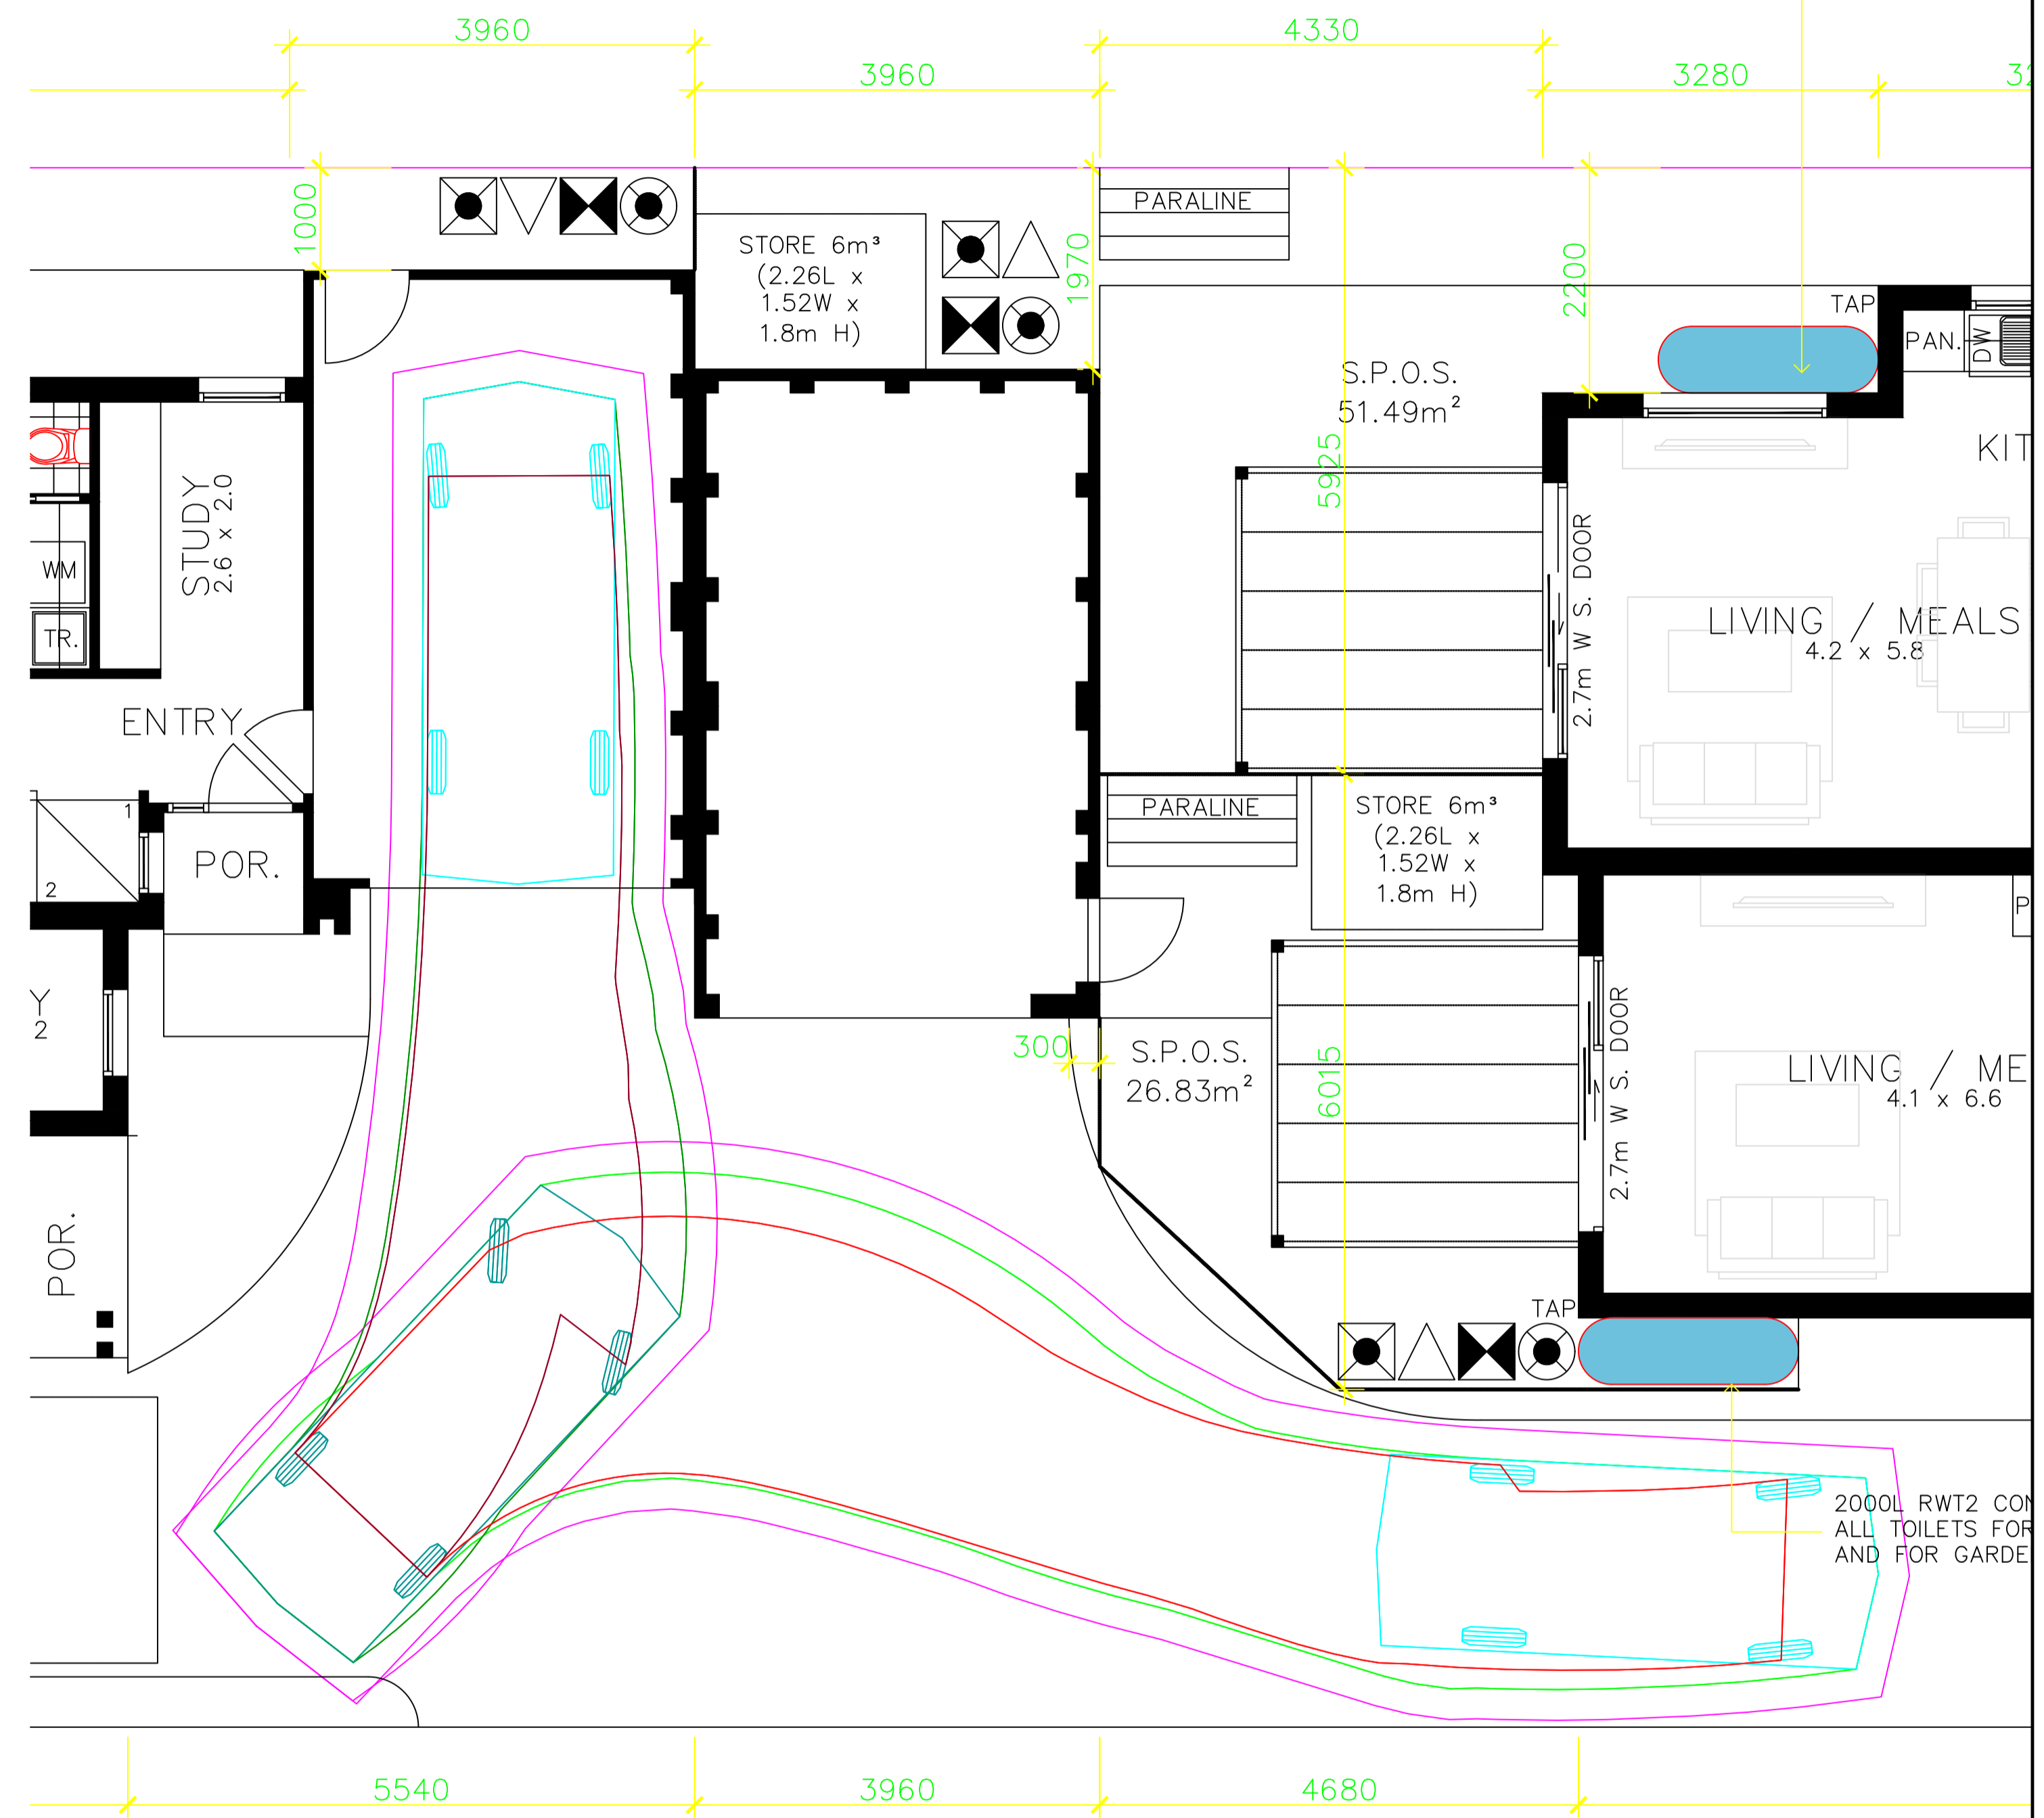 3960
4330
3960
3280
32
1000
PARALINE
STORE 6m³
(2.26L x
1.52W x
1.8m H)
1970
2200
TAP
PAN.
DW
S.P.O.S.
51.49m²
KIT
5925
STUDY
2.6 x 2.0
WM
TR.
2.7m W S. DOOR
LIVING / MEALS
4.2 x 5.8
ENTRY
1
2
POR.
PARALINE
STORE 6m³
(2.26L x
1.52W x
1.8m H)
P
Y
2
300
S.P.O.S.
26.83m²
6015
2.7m W S. DOOR
LIVING / ME
4.1 x 6.6
POR.
TAP
2000L RWT2 CON
ALL TOILETS FOR
AND FOR GARDE
5540
3960
4680